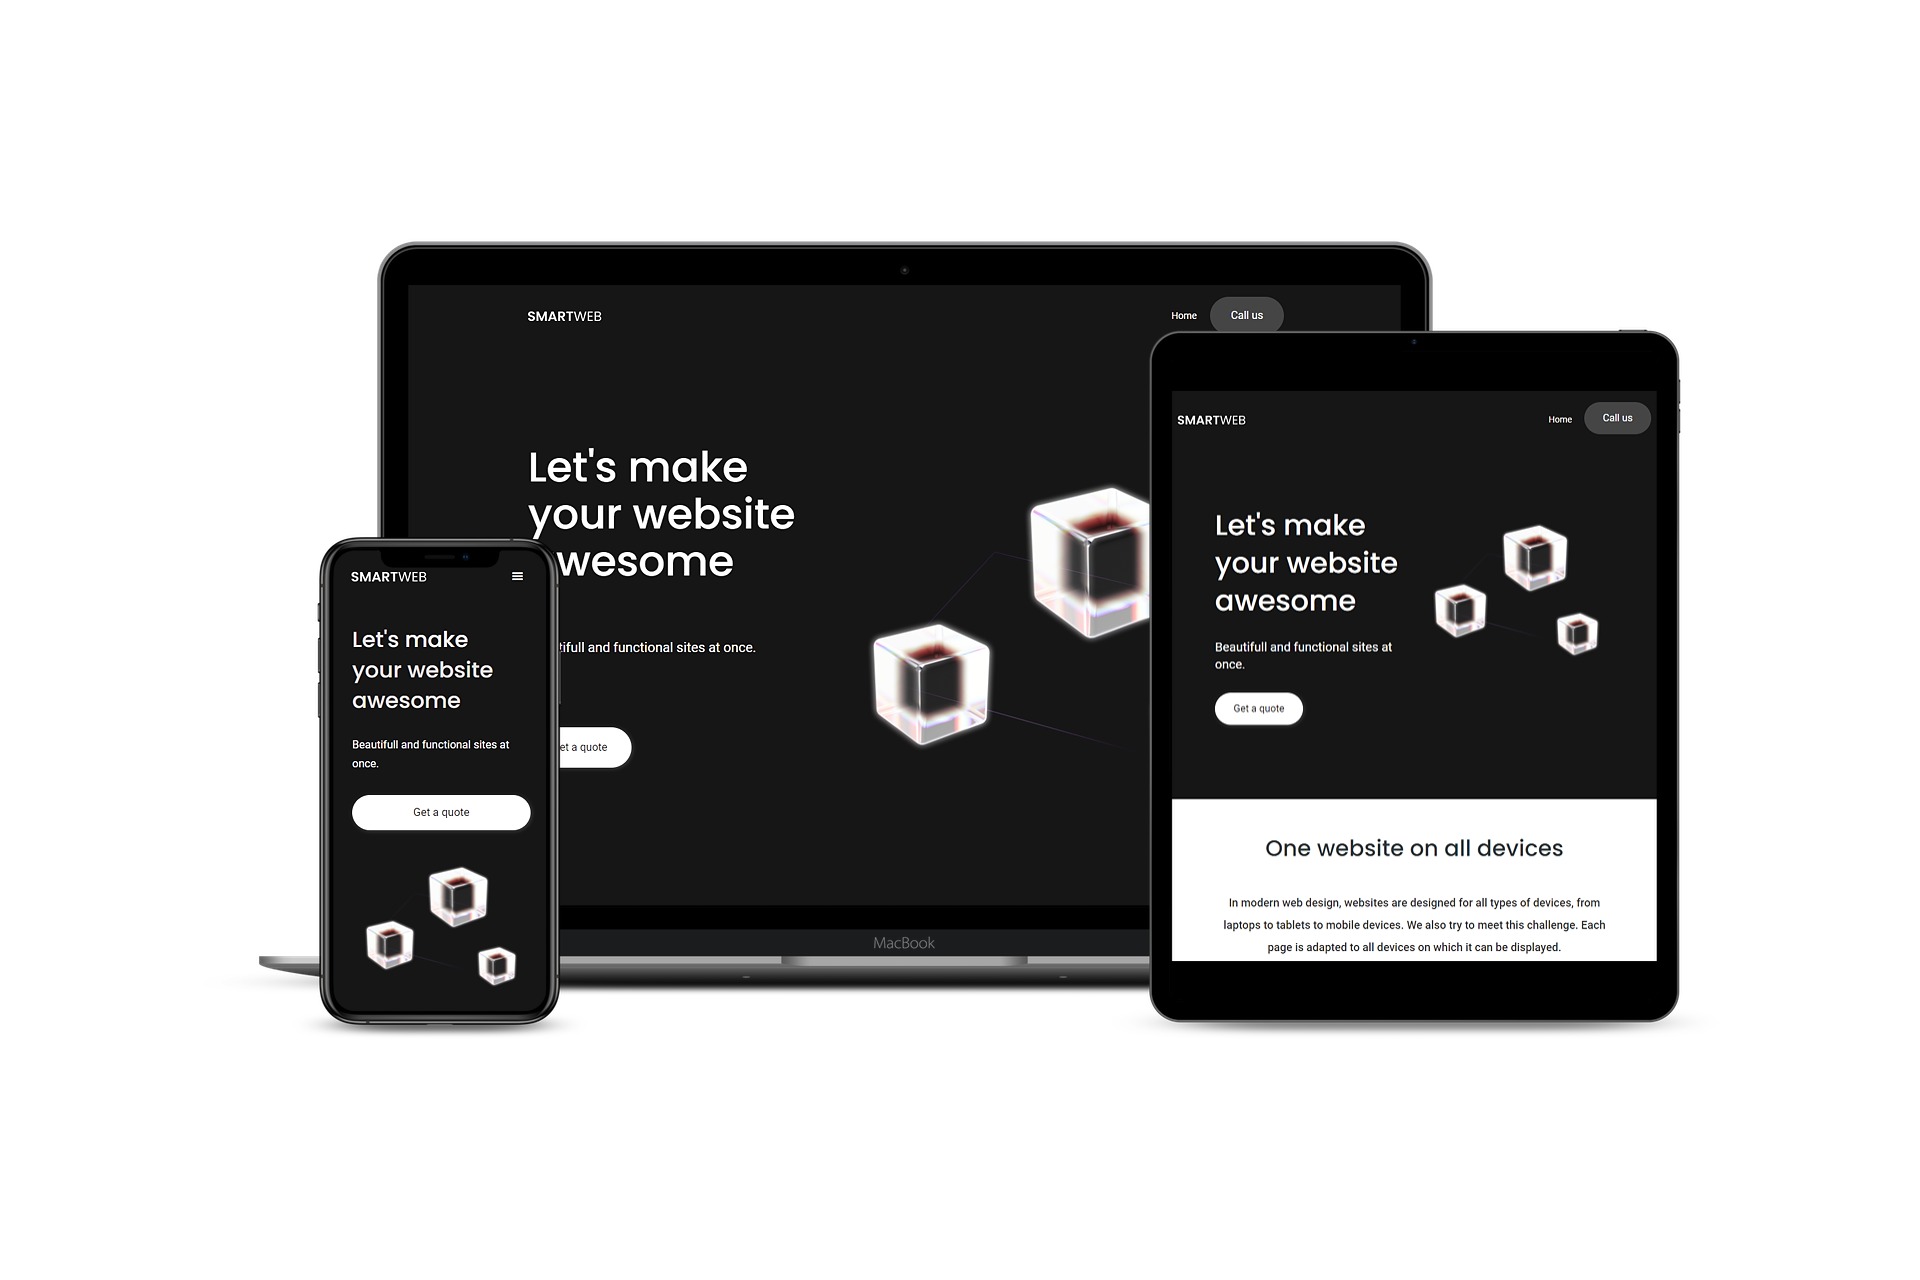 SMARTWEB
Home
Call us
Let's make
your website
wesome
tifull and functional sites at once.
et a quote
MacBook
SMARTWEB
Let's make
your website
awesome
Beautifull and functional sites at
once.
Get a quote
SMARTWEB
Home
Call us
Let's make
your website
awesome
Beautifull and functional sites at
once.
Get a quote
One website on all devices
In modern web design, websites are designed for all types of devices, from
laptops to tablets to mobile devices. We also try to meet this challenge. Each
page is adapted to all devices on which it can be displayed.